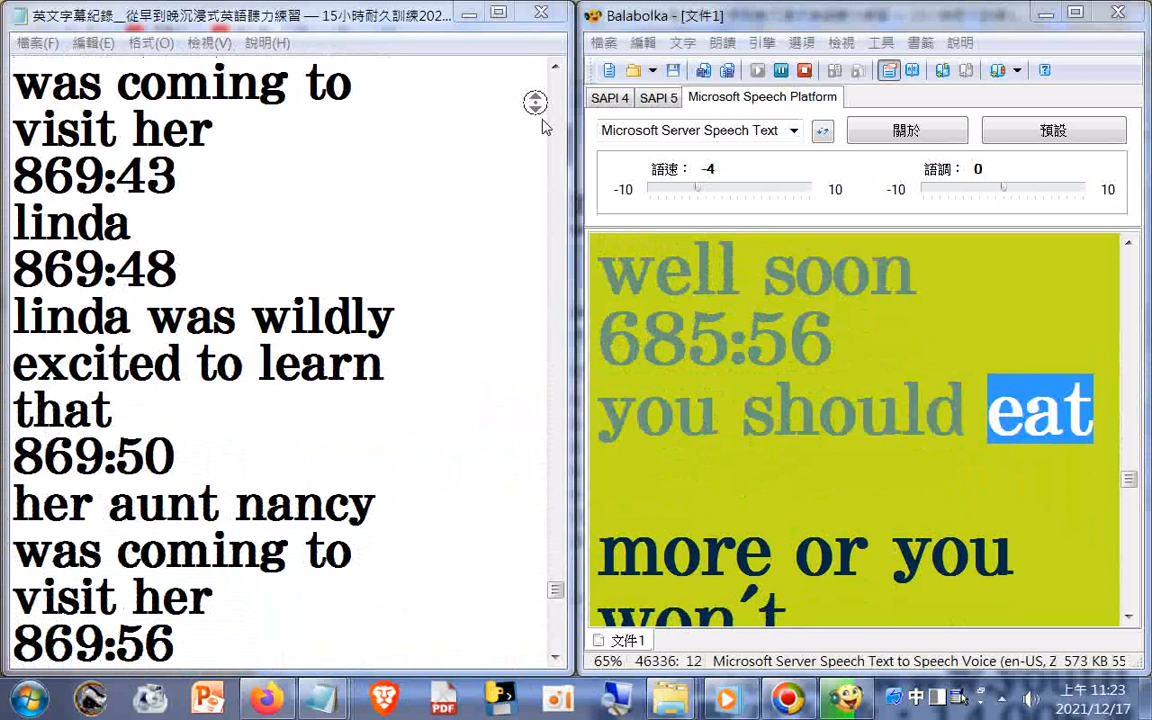 英文字幕紀錄__從早到晚沉浸式英語聽力練習 — 15小時耐久訓練202...
檔案(F) 編輯(E) 格式(O) 檢視(V) 說明(H)
was coming to
visit her
869:43
linda
869:48
linda was wildly
excited to learn
that
869:50
her aunt nancy
was coming to
visit her
869:56
Balabolka - [文件1]
檔案 編輯 文字 朗讀 引擎 選項 檢視 工具 書籤 說明
SAPI 4 SAPI 5 Microsoft Speech Platform
Microsoft Server Speech Text 關於 預設
語速： -4 語調： 0
-10 10 -10 10
well soon
685:56
you should eat
more or you
won't
文件1
65% 46336: 12 Microsoft Server Speech Text to Speech Voice (en-US, Z 573 KB 55
PDF
中
上午 11:23
2021/12/17